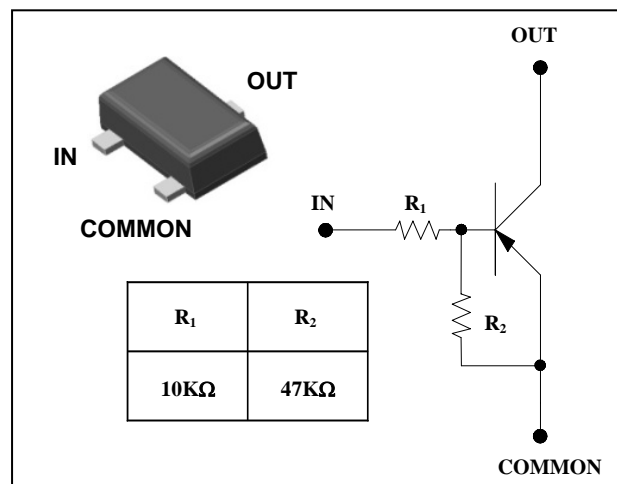 OUT
OUT
IN
IN
R₁
COMMON
R₁ R₂
R₂
10KΩ 47KΩ
COMMON